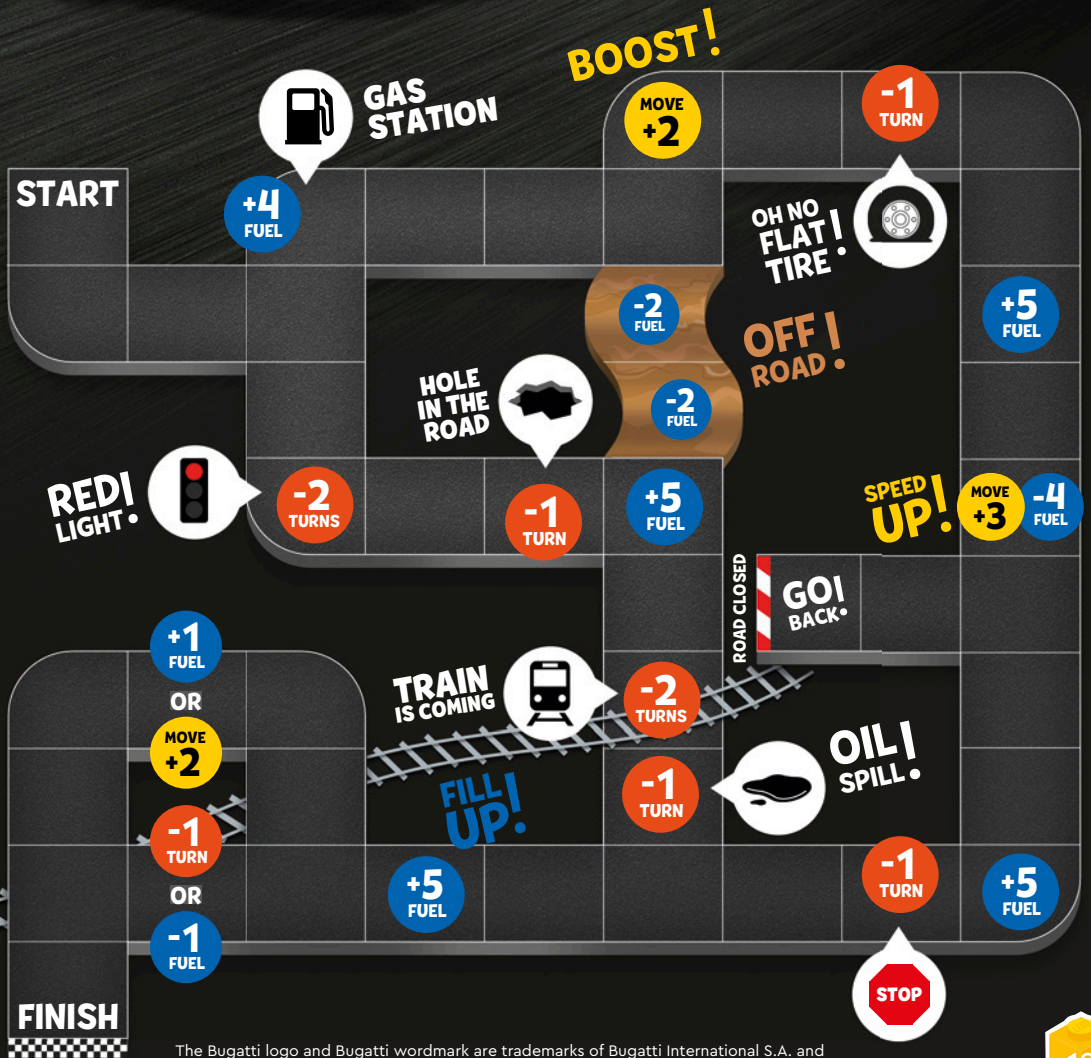 BOOST!
MOVE
+2
-1
TURN
GAS
STATION
START
+4
FUEL
OH NO
FLAT!
TIRE
-2
FUEL
+5
FUEL
OFF!
ROAD
HOLE
IN THE
ROAD
-2
FUEL
RED!
LIGHT
-2
TURNS
-1
TURN
+5
FUEL
SPEED
UP!
MOVE
+3
-4
FUEL
ROAD CLOSED
GO!
BACK
+1
FUEL
OR
MOVE
+2
TRAIN
IS COMING
-2
TURNS
OIL!
SPILL
FILL
UP!
-1
TURN
-1
TURN
OR
-1
FUEL
+5
FUEL
-1
TURN
+5
FUEL
STOP
FINISH
The Bugatti logo and Bugatti wordmark are trademarks of Bugatti International S.A. and